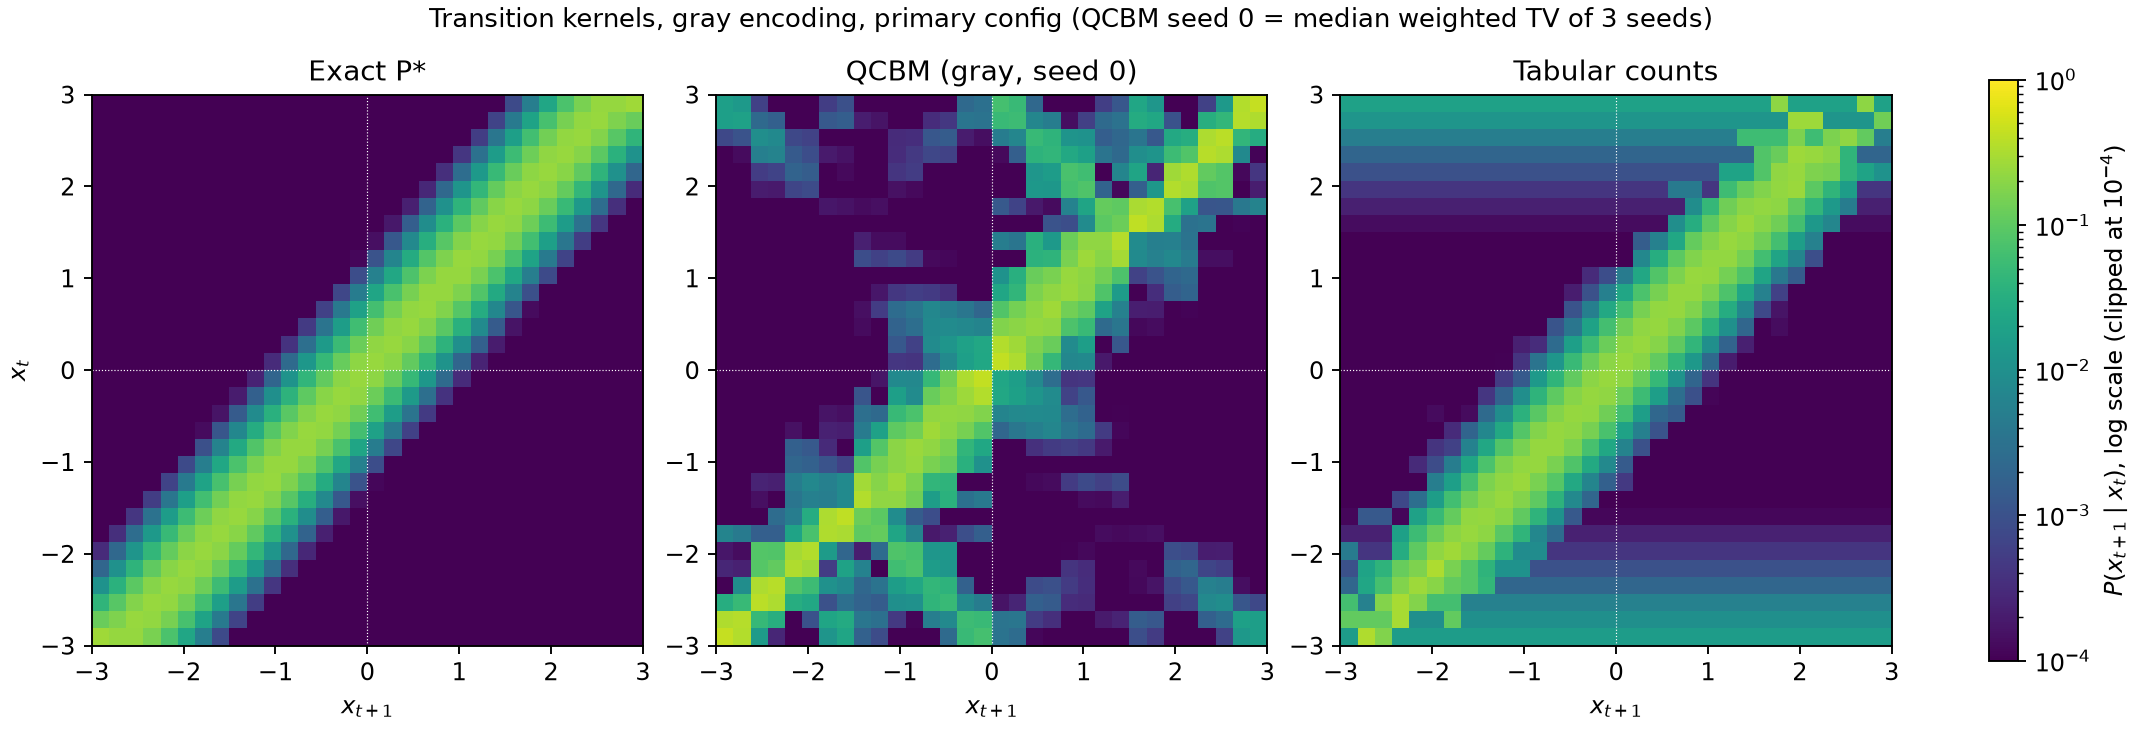 Transition kernels, gray encoding, primary config (QCBM seed 0 = median weighted TV of 3 seeds)
Exact P*
3
2
1
0
−1
−2
−3
x_t
−3 −2 −1 0 1 2 3
x_{t+1}
QCBM (gray, seed 0)
3
2
1
0
−1
−2
−3
−3 −2 −1 0 1 2 3
x_{t+1}
Tabular counts
3
2
1
0
−1
−2
−3
−3 −2 −1 0 1 2 3
x_{t+1}
10^0
10^{−1}
10^{−2}
10^{−3}
10^{−4}
P(x_{t+1} | x_t), log scale (clipped at 10^{−4})